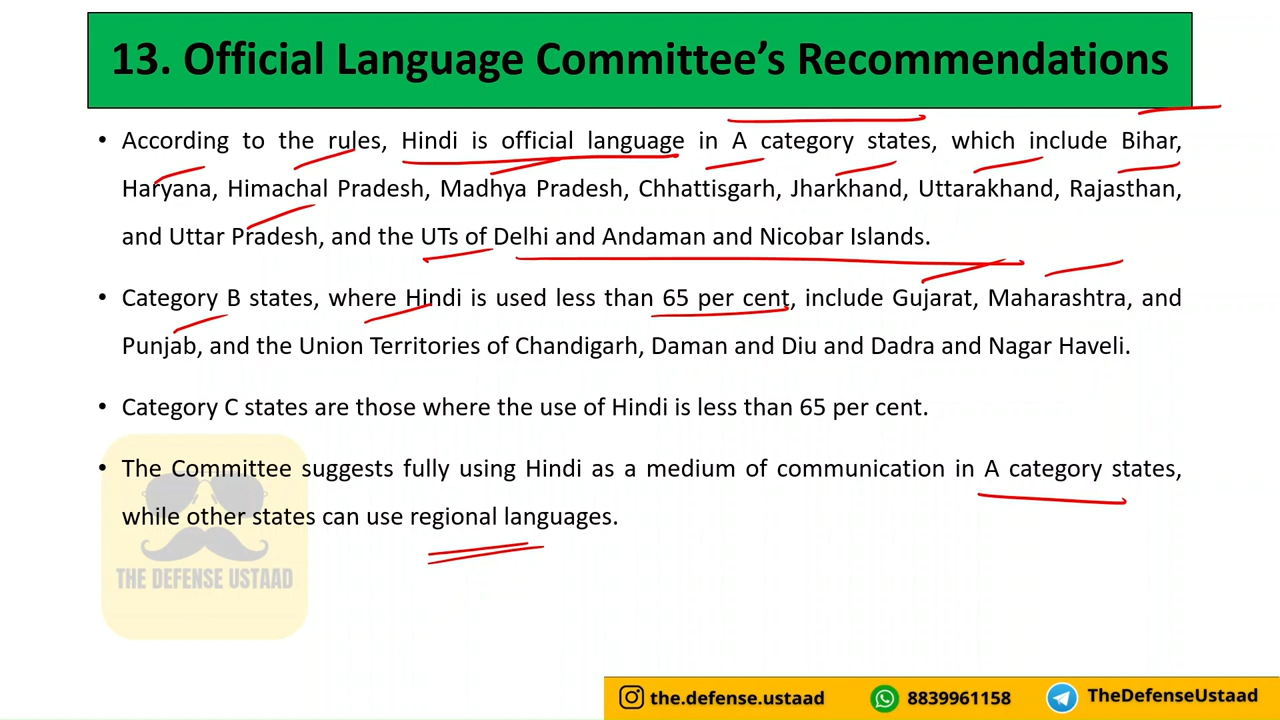 13. Official Language Committee’s Recommendations
• According to the rules, Hindi is official language in A category states, which include Bihar,
Haryana, Himachal Pradesh, Madhya Pradesh, Chhattisgarh, Jharkhand, Uttarakhand, Rajasthan,
and Uttar Pradesh, and the UTs of Delhi and Andaman and Nicobar Islands.
• Category B states, where Hindi is used less than 65 per cent, include Gujarat, Maharashtra, and
Punjab, and the Union Territories of Chandigarh, Daman and Diu and Dadra and Nagar Haveli.
• Category C states are those where the use of Hindi is less than 65 per cent.
• The Committee suggests fully using Hindi as a medium of communication in A category states,
while other states can use regional languages.
THE DEFENSE USTAAD
the.defense.ustaad 8839961158 TheDefenseUstaad